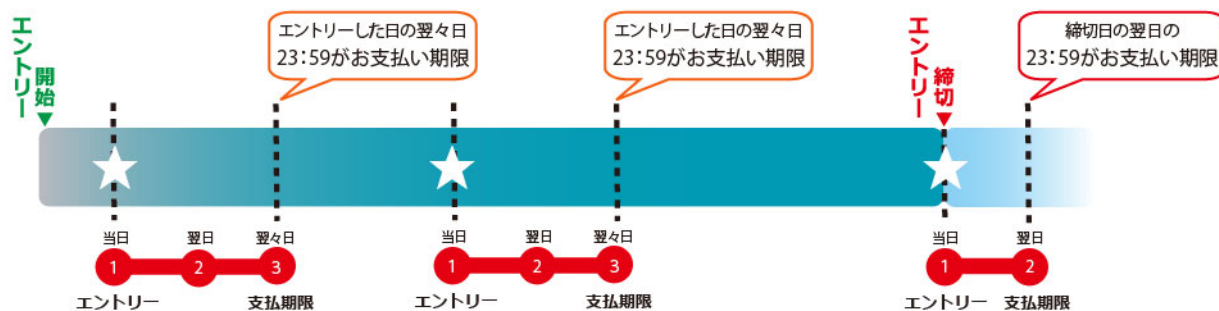 エントリー
開始▼
エントリーした日の翌々日
23:59がお支払い期限
エントリーした日の翌々日
23:59がお支払い期限
エントリー
締切▼
締切日の翌日の
23:59がお支払い期限
当日
翌日
翌々日
1
2
3
エントリー
支払期限
当日
翌日
翌々日
1
2
3
エントリー
支払期限
当日
翌日
1
2
エントリー
支払期限